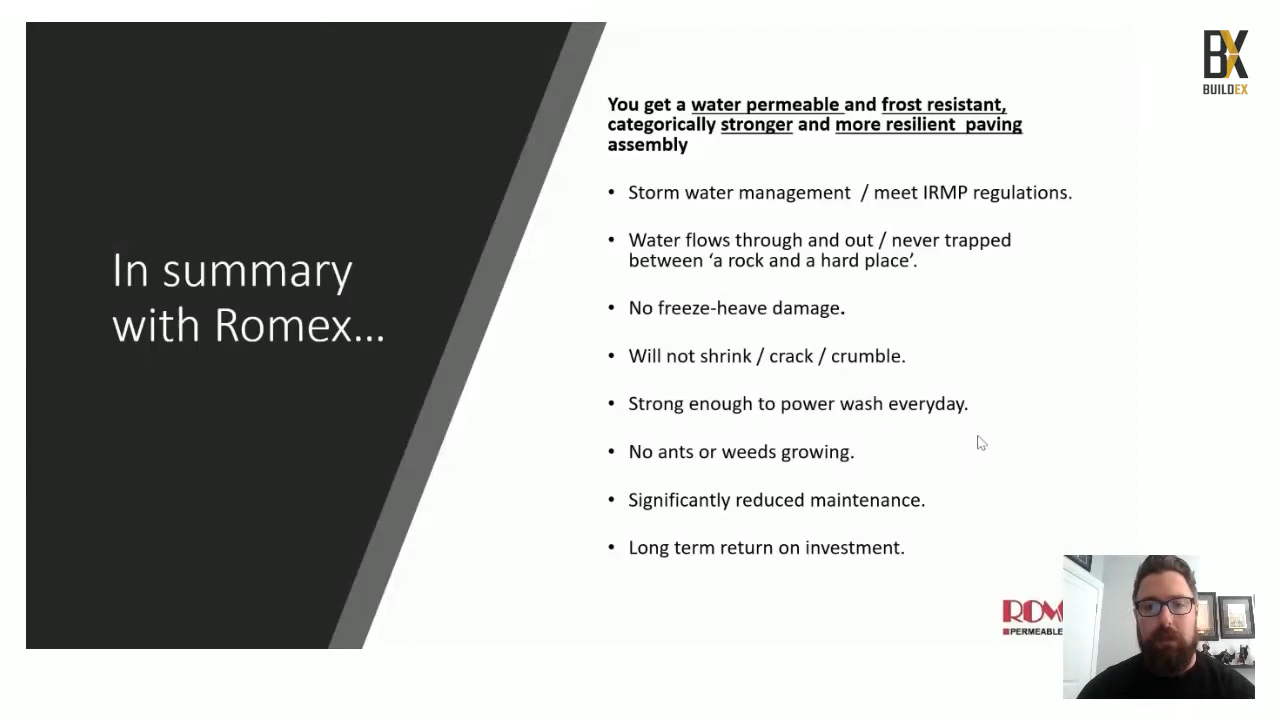 BX
BUILDEX
You get a water permeable and frost resistant,
categorically stronger and more resilient paving
assembly
• Storm water management / meet IRMP regulations.
• Water flows through and out / never trapped
between ‘a rock and a hard place’.
In summary
with Romex...
• No freeze-heave damage.
• Will not shrink / crack / crumble.
• Strong enough to power wash everyday.
• No ants or weeds growing.
• Significantly reduced maintenance.
• Long term return on investment.
ROM
PERMEABLE